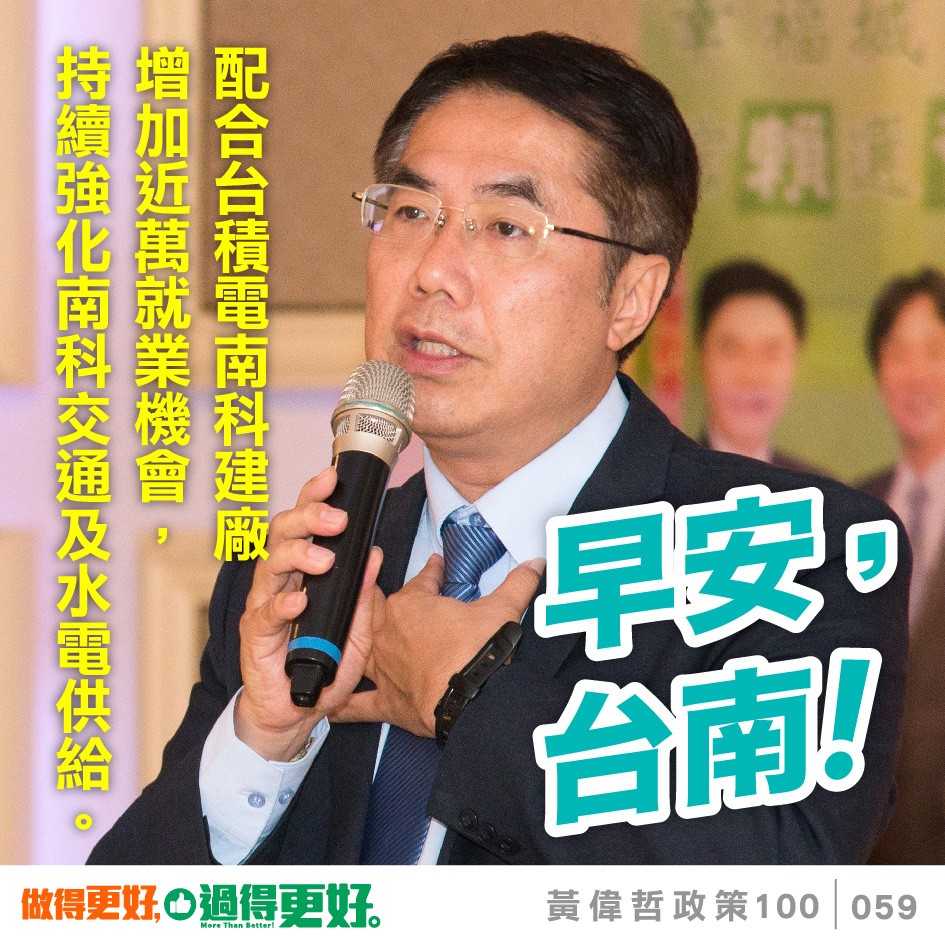 配合台積電南科建廠
增加近萬就業機會，
持續強化南科交通及水電供給。
賴
早安，
台南!
做得更好,
過得更好。
More Than Better!
黃偉哲政策100
059